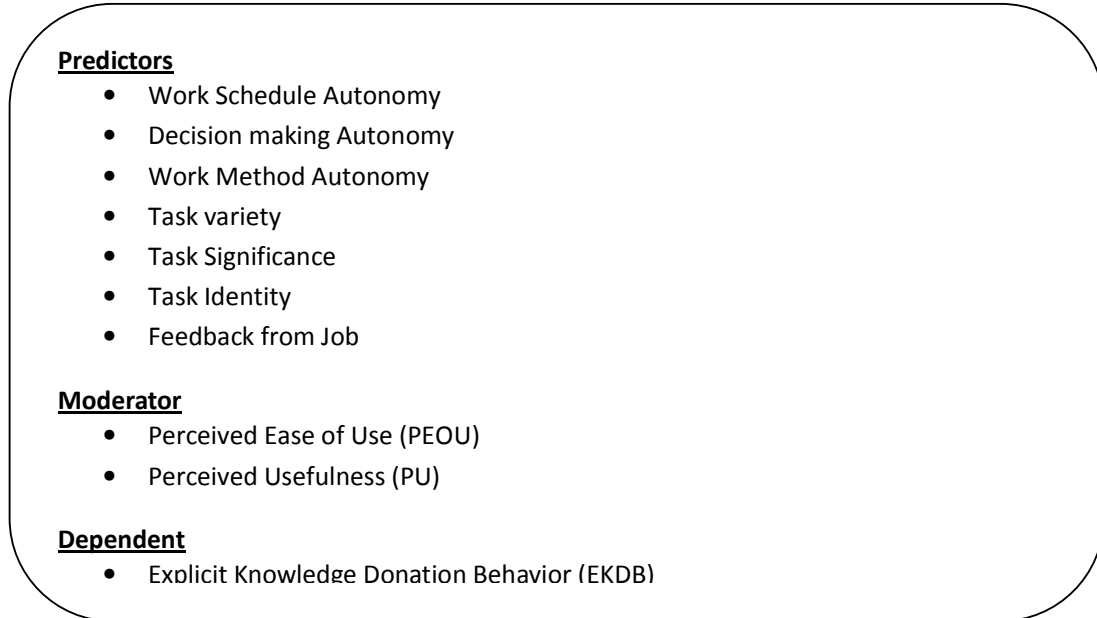 Predictors
• Work Schedule Autonomy
• Decision making Autonomy
• Work Method Autonomy
• Task variety
• Task Significance
• Task Identity
• Feedback from Job
Moderator
• Perceived Ease of Use (PEOU)
• Perceived Usefulness (PU)
Dependent
• Explicit Knowledge Donation Behavior (EKDB)